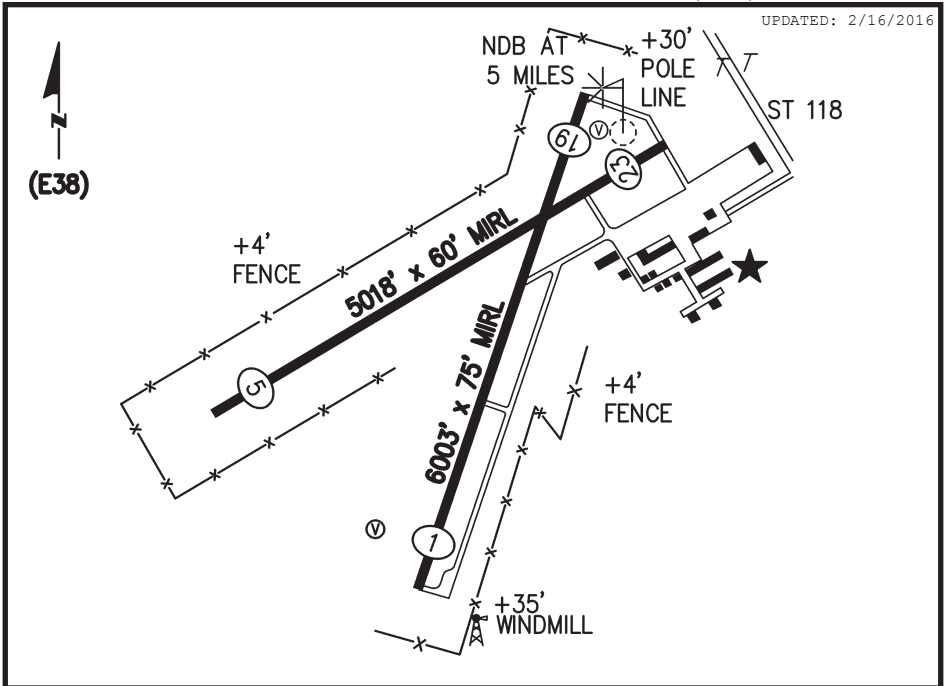 UPDATED: 2/16/2016
NDB AT
5 MILES
+30'
POLE
LINE
ST 118
N
(E38)
19
V
23
+4'
FENCE
5018' x 60' MIRL
5
6003' x 75' MIRL
+4'
FENCE
V
1
+35'
WINDMILL